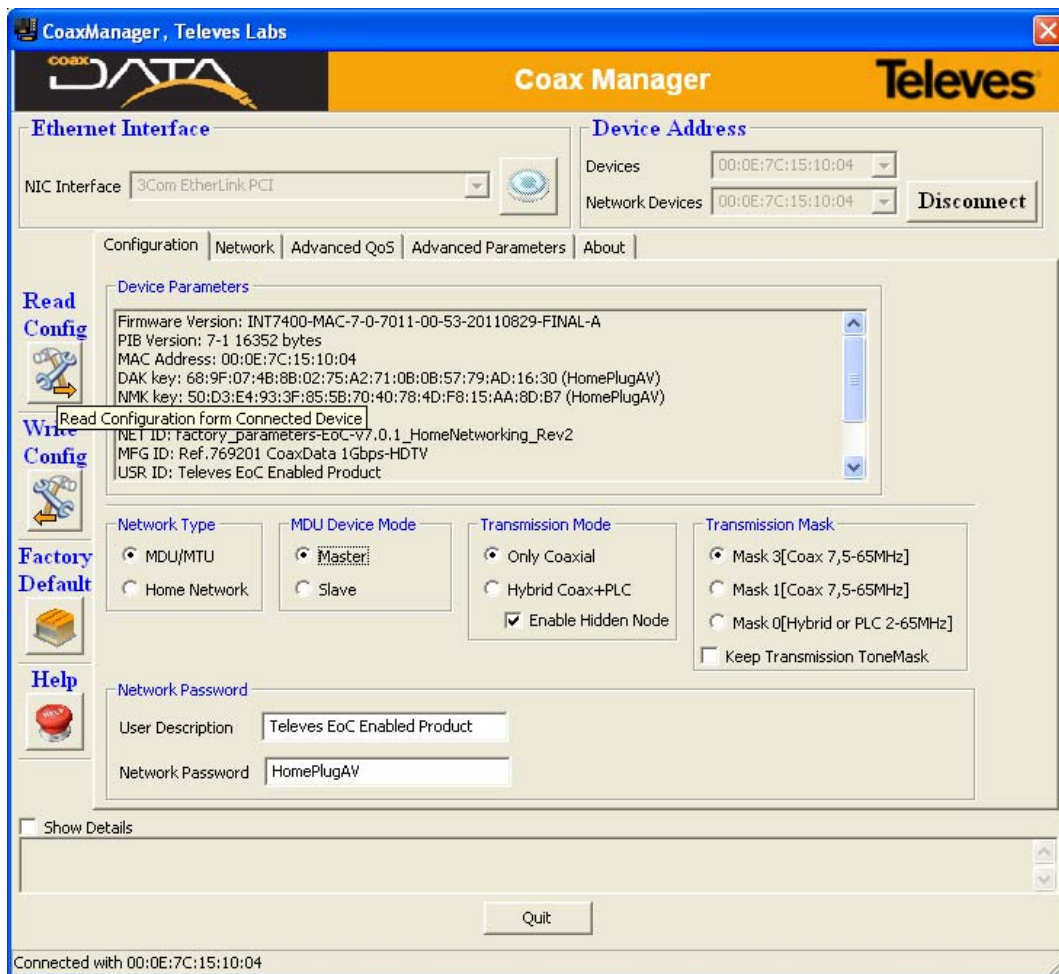 CoaxManager, Televes Labs
coax
DATA
Coax Manager
Televes
Ethernet Interface
NIC Interface
3Com EtherLink PCI
Device Address
Devices
00:0E:7C:15:10:04
Network Devices
00:0E:7C:15:10:04
Disconnect
Configuration
Network
Advanced QoS
Advanced Parameters
About
Read
Config
Write
Config
Factory
Default
Help
HELP
Device Parameters
Firmware Version: INT7400-MAC-7-0-7011-00-53-20110829-FINAL-A
PIB Version: 7-1 16352 bytes
MAC Address: 00:0E:7C:15:10:04
DAK key: 68:9F:07:4B:8B:02:75:A2:71:0B:0B:57:79:AD:16:30 (HomePlugAV)
NMK key: 50:D3:E4:93:3F:85:5B:70:40:78:4D:F8:15:AA:8D:B7 (HomePlugAV)
Read Configuration form Connected Device
NET ID: factory_parameters-EoC-v7.0.1_HomeNetworking_Rev2
MFG ID: Ref.769201 CoaxData 1Gbps-HDTV
USR ID: Televes EoC Enabled Product
Network Type
MDU/MTU
Home Network
MDU Device Mode
Master
Slave
Transmission Mode
Only Coaxial
Hybrid Coax+PLC
Enable Hidden Node
Transmission Mask
Mask 3[Coax 7,5-65MHz]
Mask 1[Coax 7,5-65MHz]
Mask 0[Hybrid or PLC 2-65MHz]
Keep Transmission ToneMask
Network Password
User Description
Televes EoC Enabled Product
Network Password
HomePlugAV
Show Details
Quit
Connected with 00:0E:7C:15:10:04